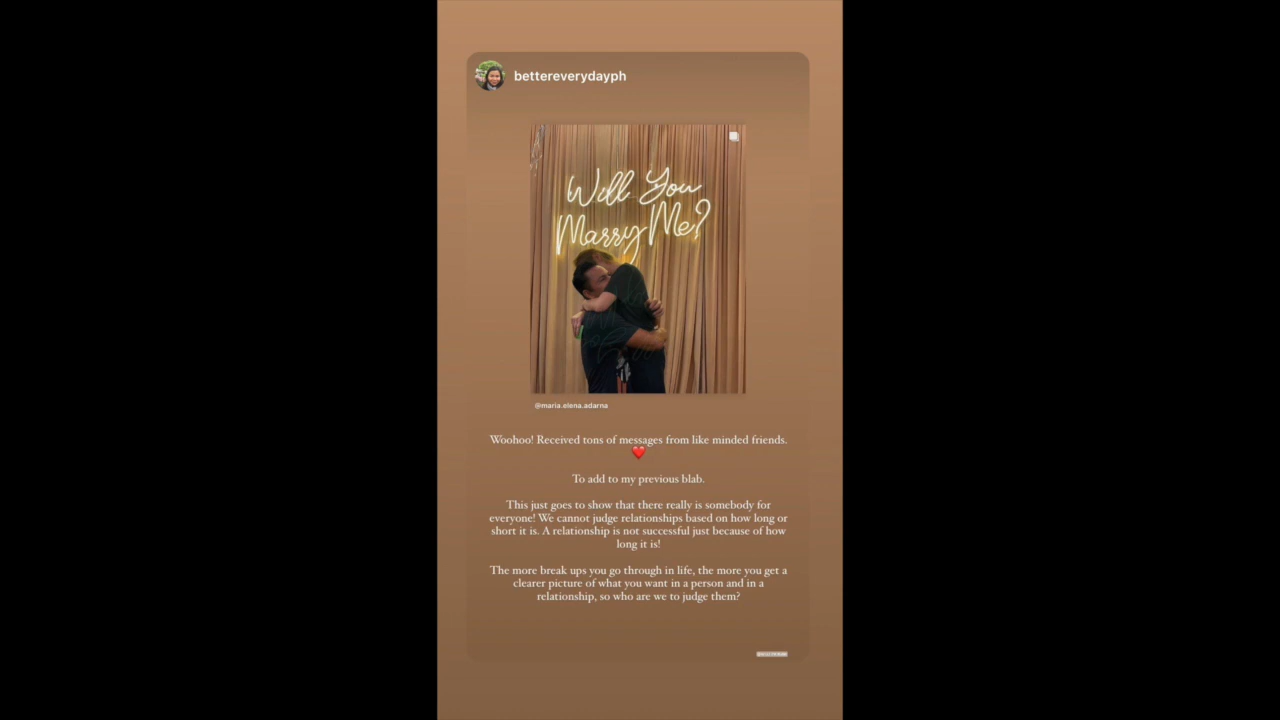 bettereverydayph
Will You
Marry Me?
@maria.elena.adarna
Woohoo! Received tons of messages from like minded friends.
❤️
To add to my previous blab.
This just goes to show that there really is somebody for
everyone! We cannot judge relationships based on how long or
short it is. A relationship is not successful just because of how
long it is!
The more break ups you go through in life, the more you get a
clearer picture of what you want in a person and in a
relationship, so who are we to judge them?